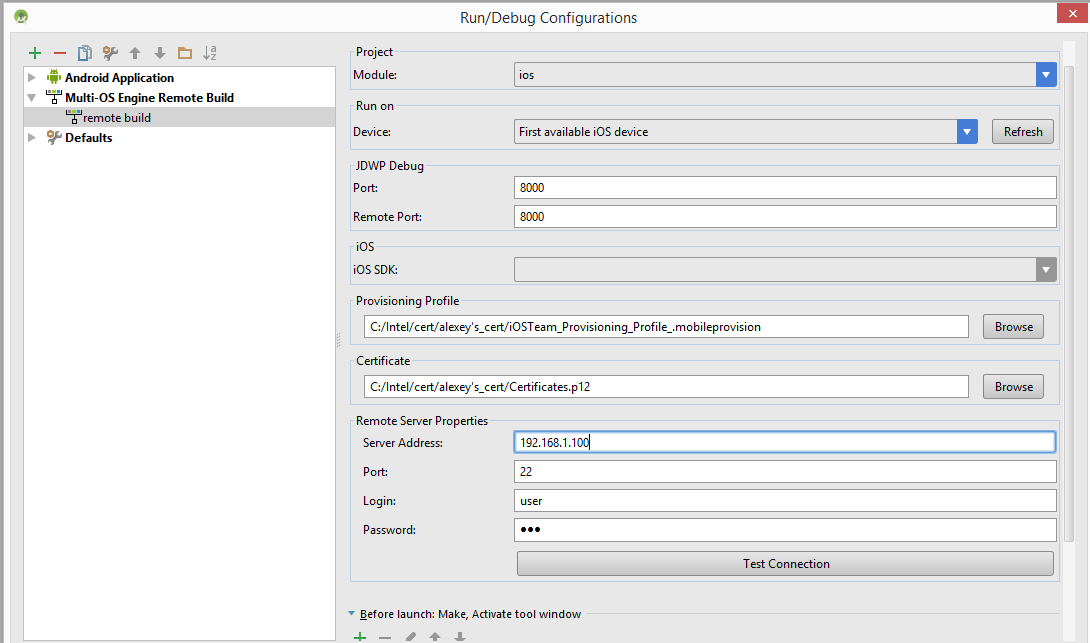 Run/Debug Configurations
Android Application
Multi-OS Engine Remote Build
remote build
Defaults
Project
Module: ios
Run on
Device: First available iOS device Refresh
JDWP Debug
Port: 8000
Remote Port: 8000
iOS
iOS SDK:
Provisioning Profile
C:/Intel/cert/alexey's_cert/iOSTeam_Provisioning_Profile_.mobileprovision Browse
Certificate
C:/Intel/cert/alexey's_cert/Certificates.p12 Browse
Remote Server Properties
Server Address: 192.168.1.100
Port: 22
Login: user
Password: •••
Test Connection
Before launch: Make, Activate tool window